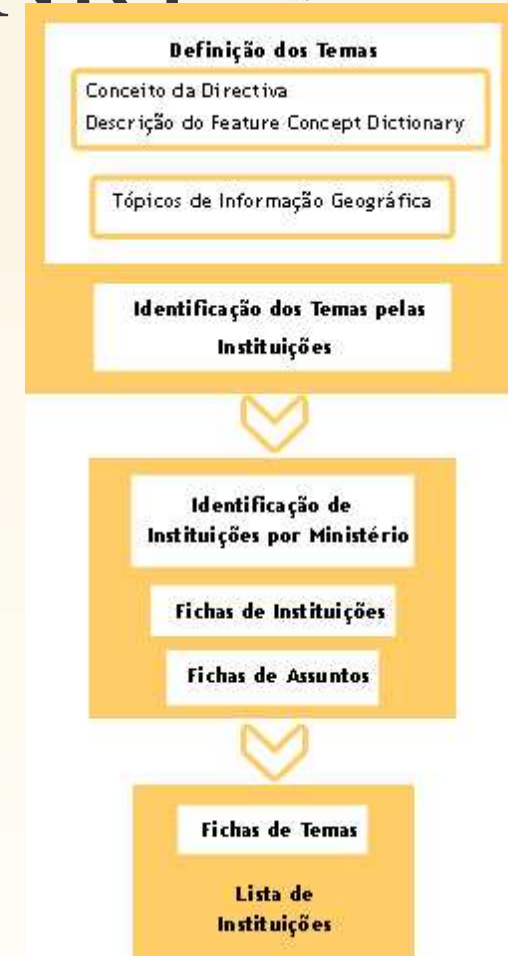 Definição dos Temas
Conceito da Directiva
Descrição do Feature Concept Dictionary
Tópicos de Informação Geográfica
Identificação dos Temas pelas
Instituições
Identificação de
Instituições por Ministério
Fichas de Instituições
Fichas de Assuntos
Fichas de Temas
Lista de
Instituições